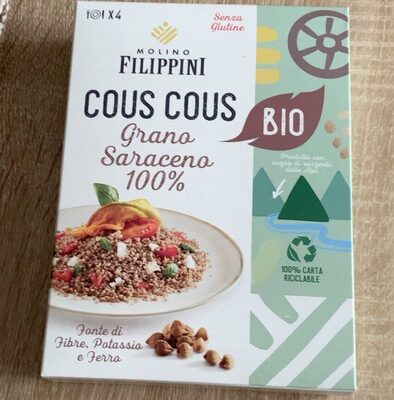 X 4
Senza
Glutine
MOLINO
FILIPPINI
COUS COUS
BIO
Grano
Saraceno
100%
Prodotto con
acqua di sorgente
delle Alpi
100% CARTA
RICICLABILE
Fonte di
Fibre, Potassio
e Ferro